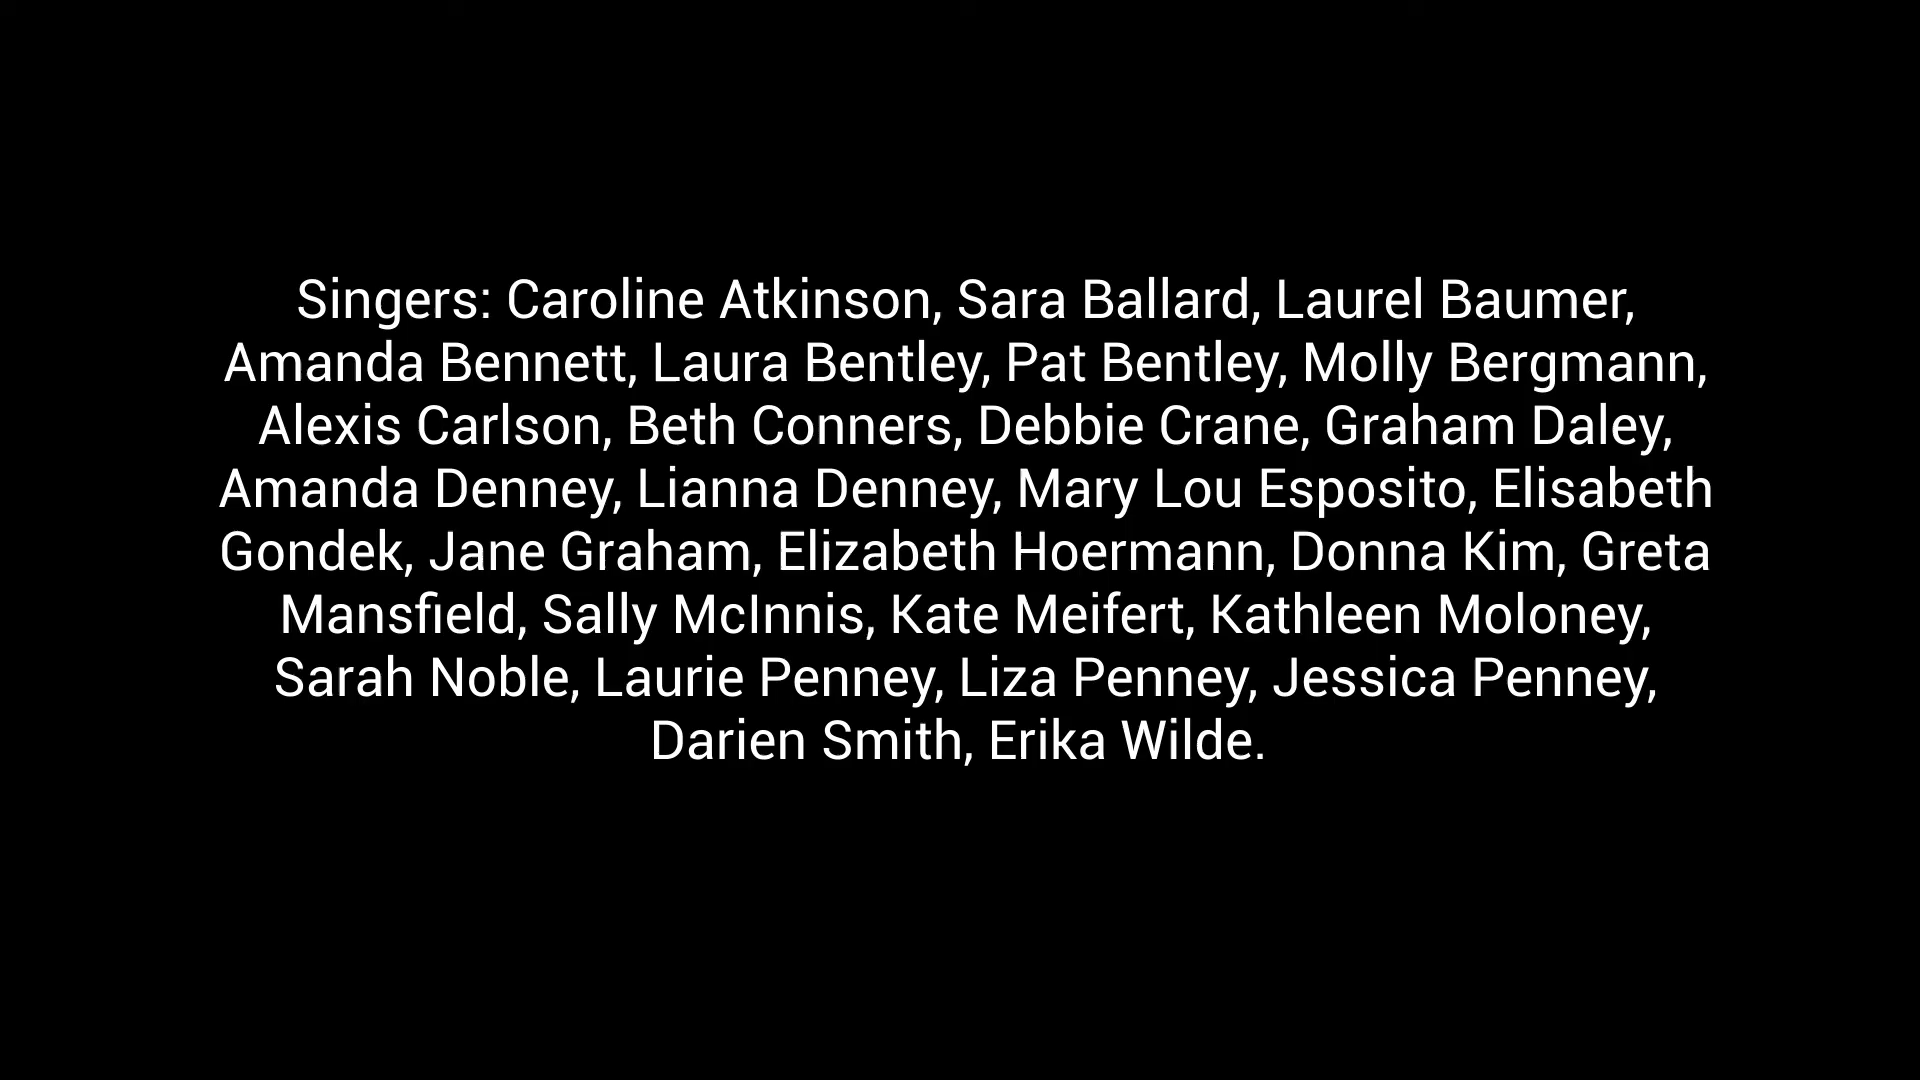 Singers: Caroline Atkinson, Sara Ballard, Laurel Baumer,
Amanda Bennett, Laura Bentley, Pat Bentley, Molly Bergmann,
Alexis Carlson, Beth Conners, Debbie Crane, Graham Daley,
Amanda Denney, Lianna Denney, Mary Lou Esposito, Elisabeth
Gondek, Jane Graham, Elizabeth Hoermann, Donna Kim, Greta
Mansfield, Sally McInnis, Kate Meifert, Kathleen Moloney,
Sarah Noble, Laurie Penney, Liza Penney, Jessica Penney,
Darien Smith, Erika Wilde.